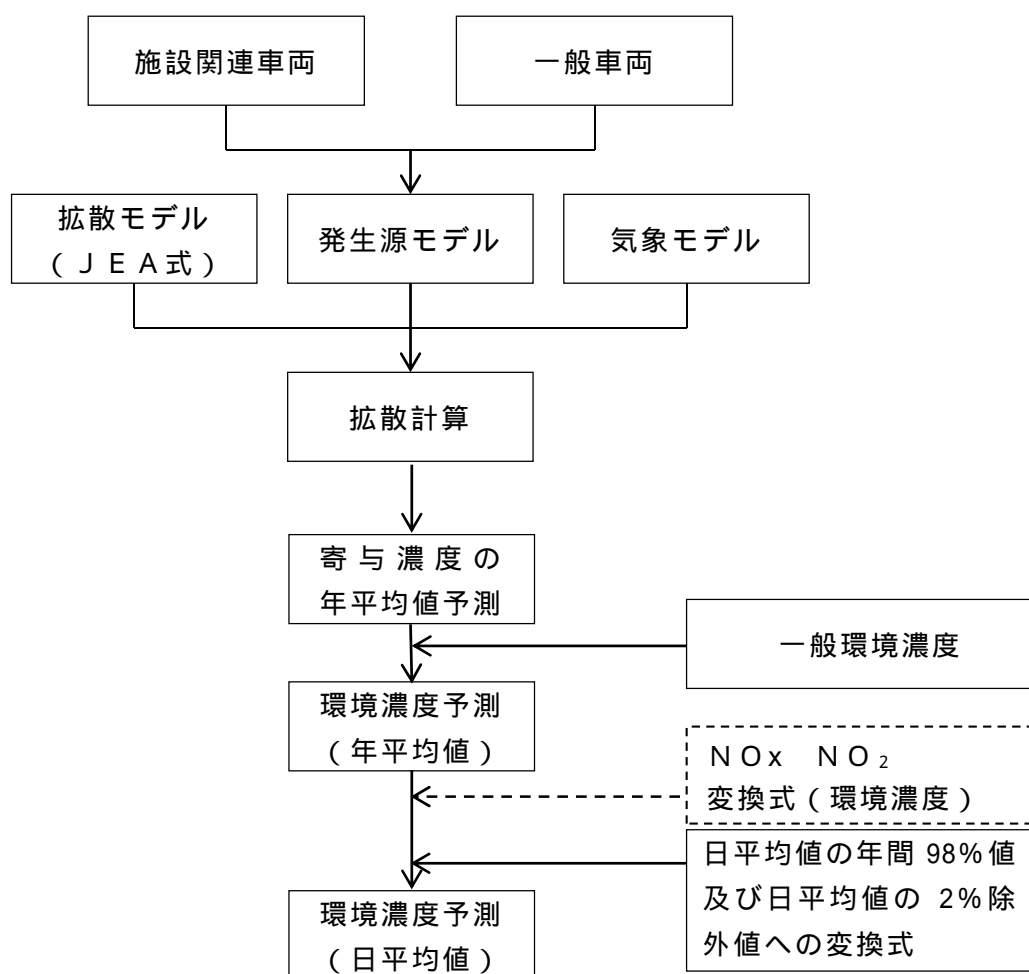 施設関連車両
一般車両
拡散モデル
(JEA式)
発生源モデル
気象モデル
拡散計算
寄与濃度の
年平均値予測
一般環境濃度
環境濃度予測
(年平均値)
NOx NO₂
変換式(環境濃度)
日平均値の年間98%値
及び日平均値の 2%除
外値への変換式
環境濃度予測
(日平均値)